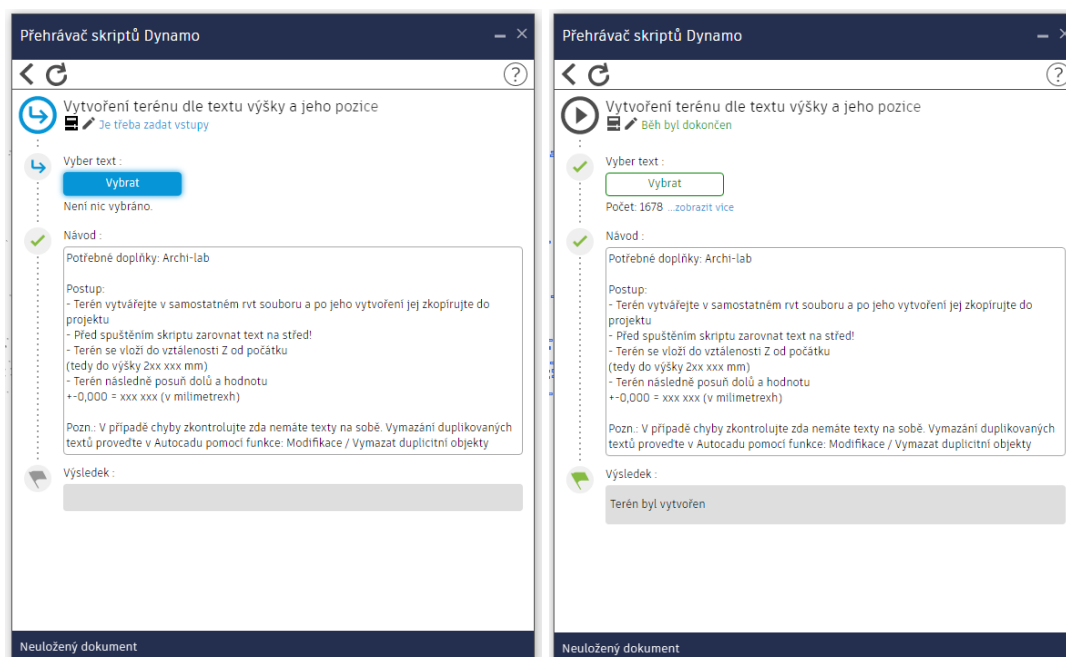 Přehrávač skriptů Dynamo
Vytvoření terénu dle textu výšky a jeho pozice
Je třeba zadat vstupy
Vyber text :
Vybrat
Není nic vybráno.
Návod :
Potřebné doplňky: Archi-lab
Postup:
- Terén vytvářejte v samostatném rvt souboru a po jeho vytvoření jej zkopírujte do
projektu
- Před spuštěním skriptu zarovnat text na střed!
- Terén se vloží do vztálenosti Z od počátku
(tedy do výšky 2xx xxx mm)
- Terén následně posuň dolů a hodnotu
+-0,000 = xxx xxx (v milimetrexh)
Pozn.: V případě chyby zkontrolujte zda nemáte texty na sobě. Vymazání duplikovaných
textů proveďte v Autocadu pomocí funkce: Modifikace / Vymazat duplicitní objekty
Výsledek :
Neuložený dokument
Přehrávač skriptů Dynamo
Vytvoření terénu dle textu výšky a jeho pozice
Běh byl dokončen
Vyber text :
Vybrat
Počet: 1678 ...zobrazit více
Návod :
Potřebné doplňky: Archi-lab
Postup:
- Terén vytvářejte v samostatném rvt souboru a po jeho vytvoření jej zkopírujte do
projektu
- Před spuštěním skriptu zarovnat text na střed!
- Terén se vloží do vztálenosti Z od počátku
(tedy do výšky 2xx xxx mm)
- Terén následně posuň dolů a hodnotu
+-0,000 = xxx xxx (v milimetrexh)
Pozn.: V případě chyby zkontrolujte zda nemáte texty na sobě. Vymazání duplikovaných
textů proveďte v Autocadu pomocí funkce: Modifikace / Vymazat duplicitní objekty
Výsledek :
Terén byl vytvořen
Neuložený dokument